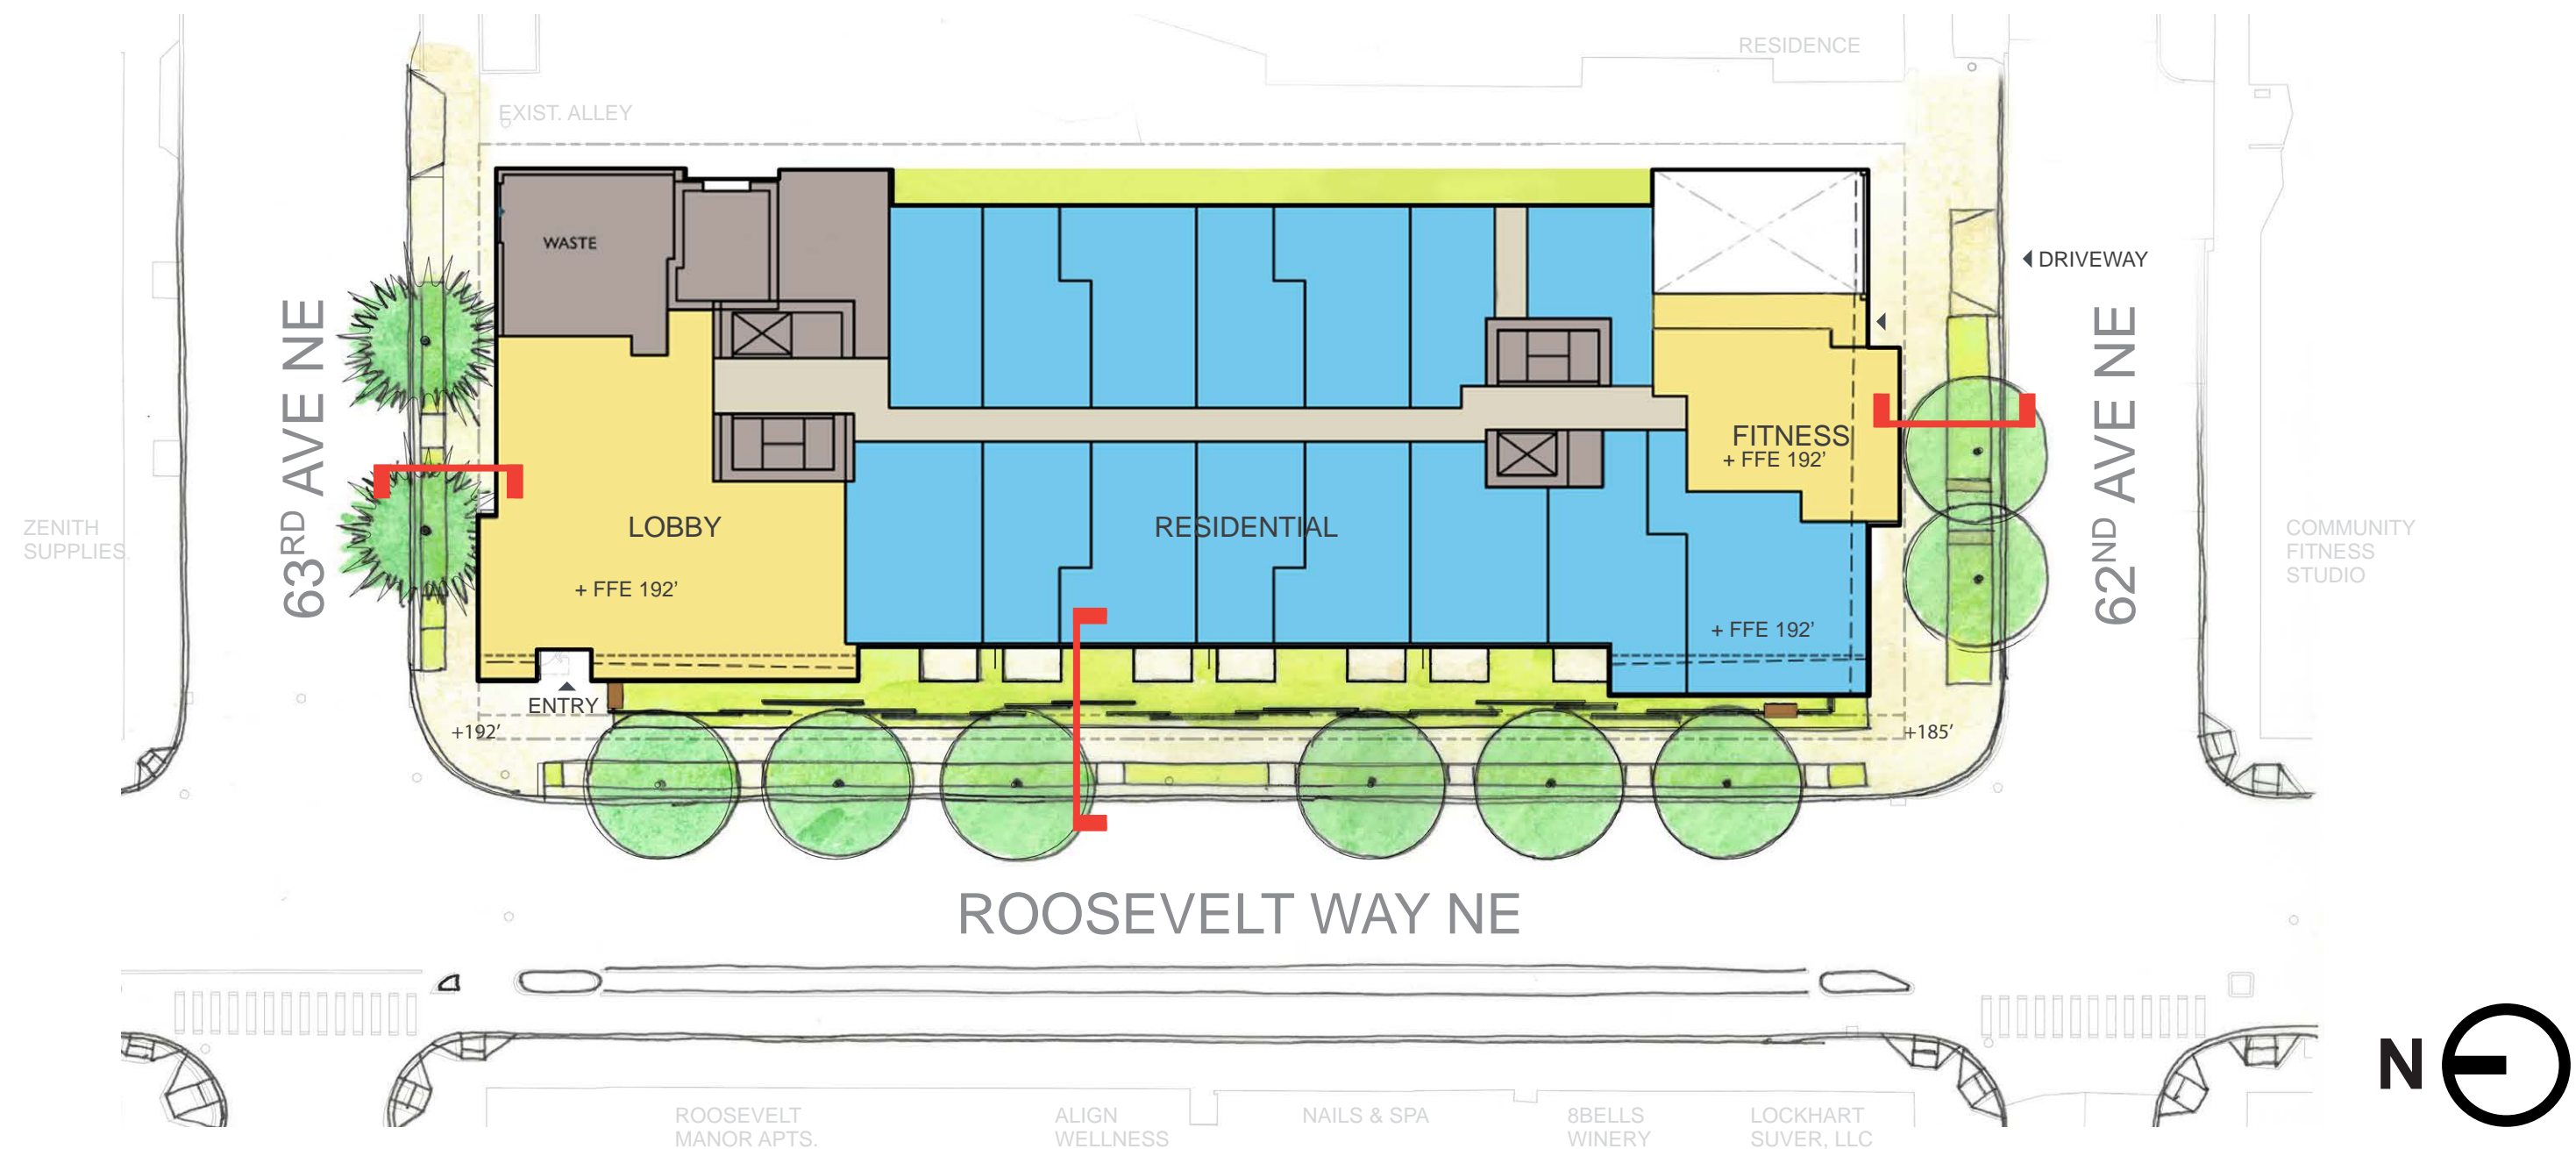 RESIDENCE
EXIST. ALLEY
WASTE
DRIVEWAY
63RD AVE NE
62ND AVE NE
FITNESS
+ FFE 192’
ZENITH
SUPPLIES
LOBBY
RESIDENTIAL
COMMUNITY
FITNESS
STUDIO
+ FFE 192’
+ FFE 192’
ENTRY
+192’
+185’
ROOSEVELT WAY NE
N
ROOSEVELT
MANOR APTS.
ALIGN
WELLNESS
NAILS & SPA
8BELLS
WINERY
LOCKHART
SUVER, LLC